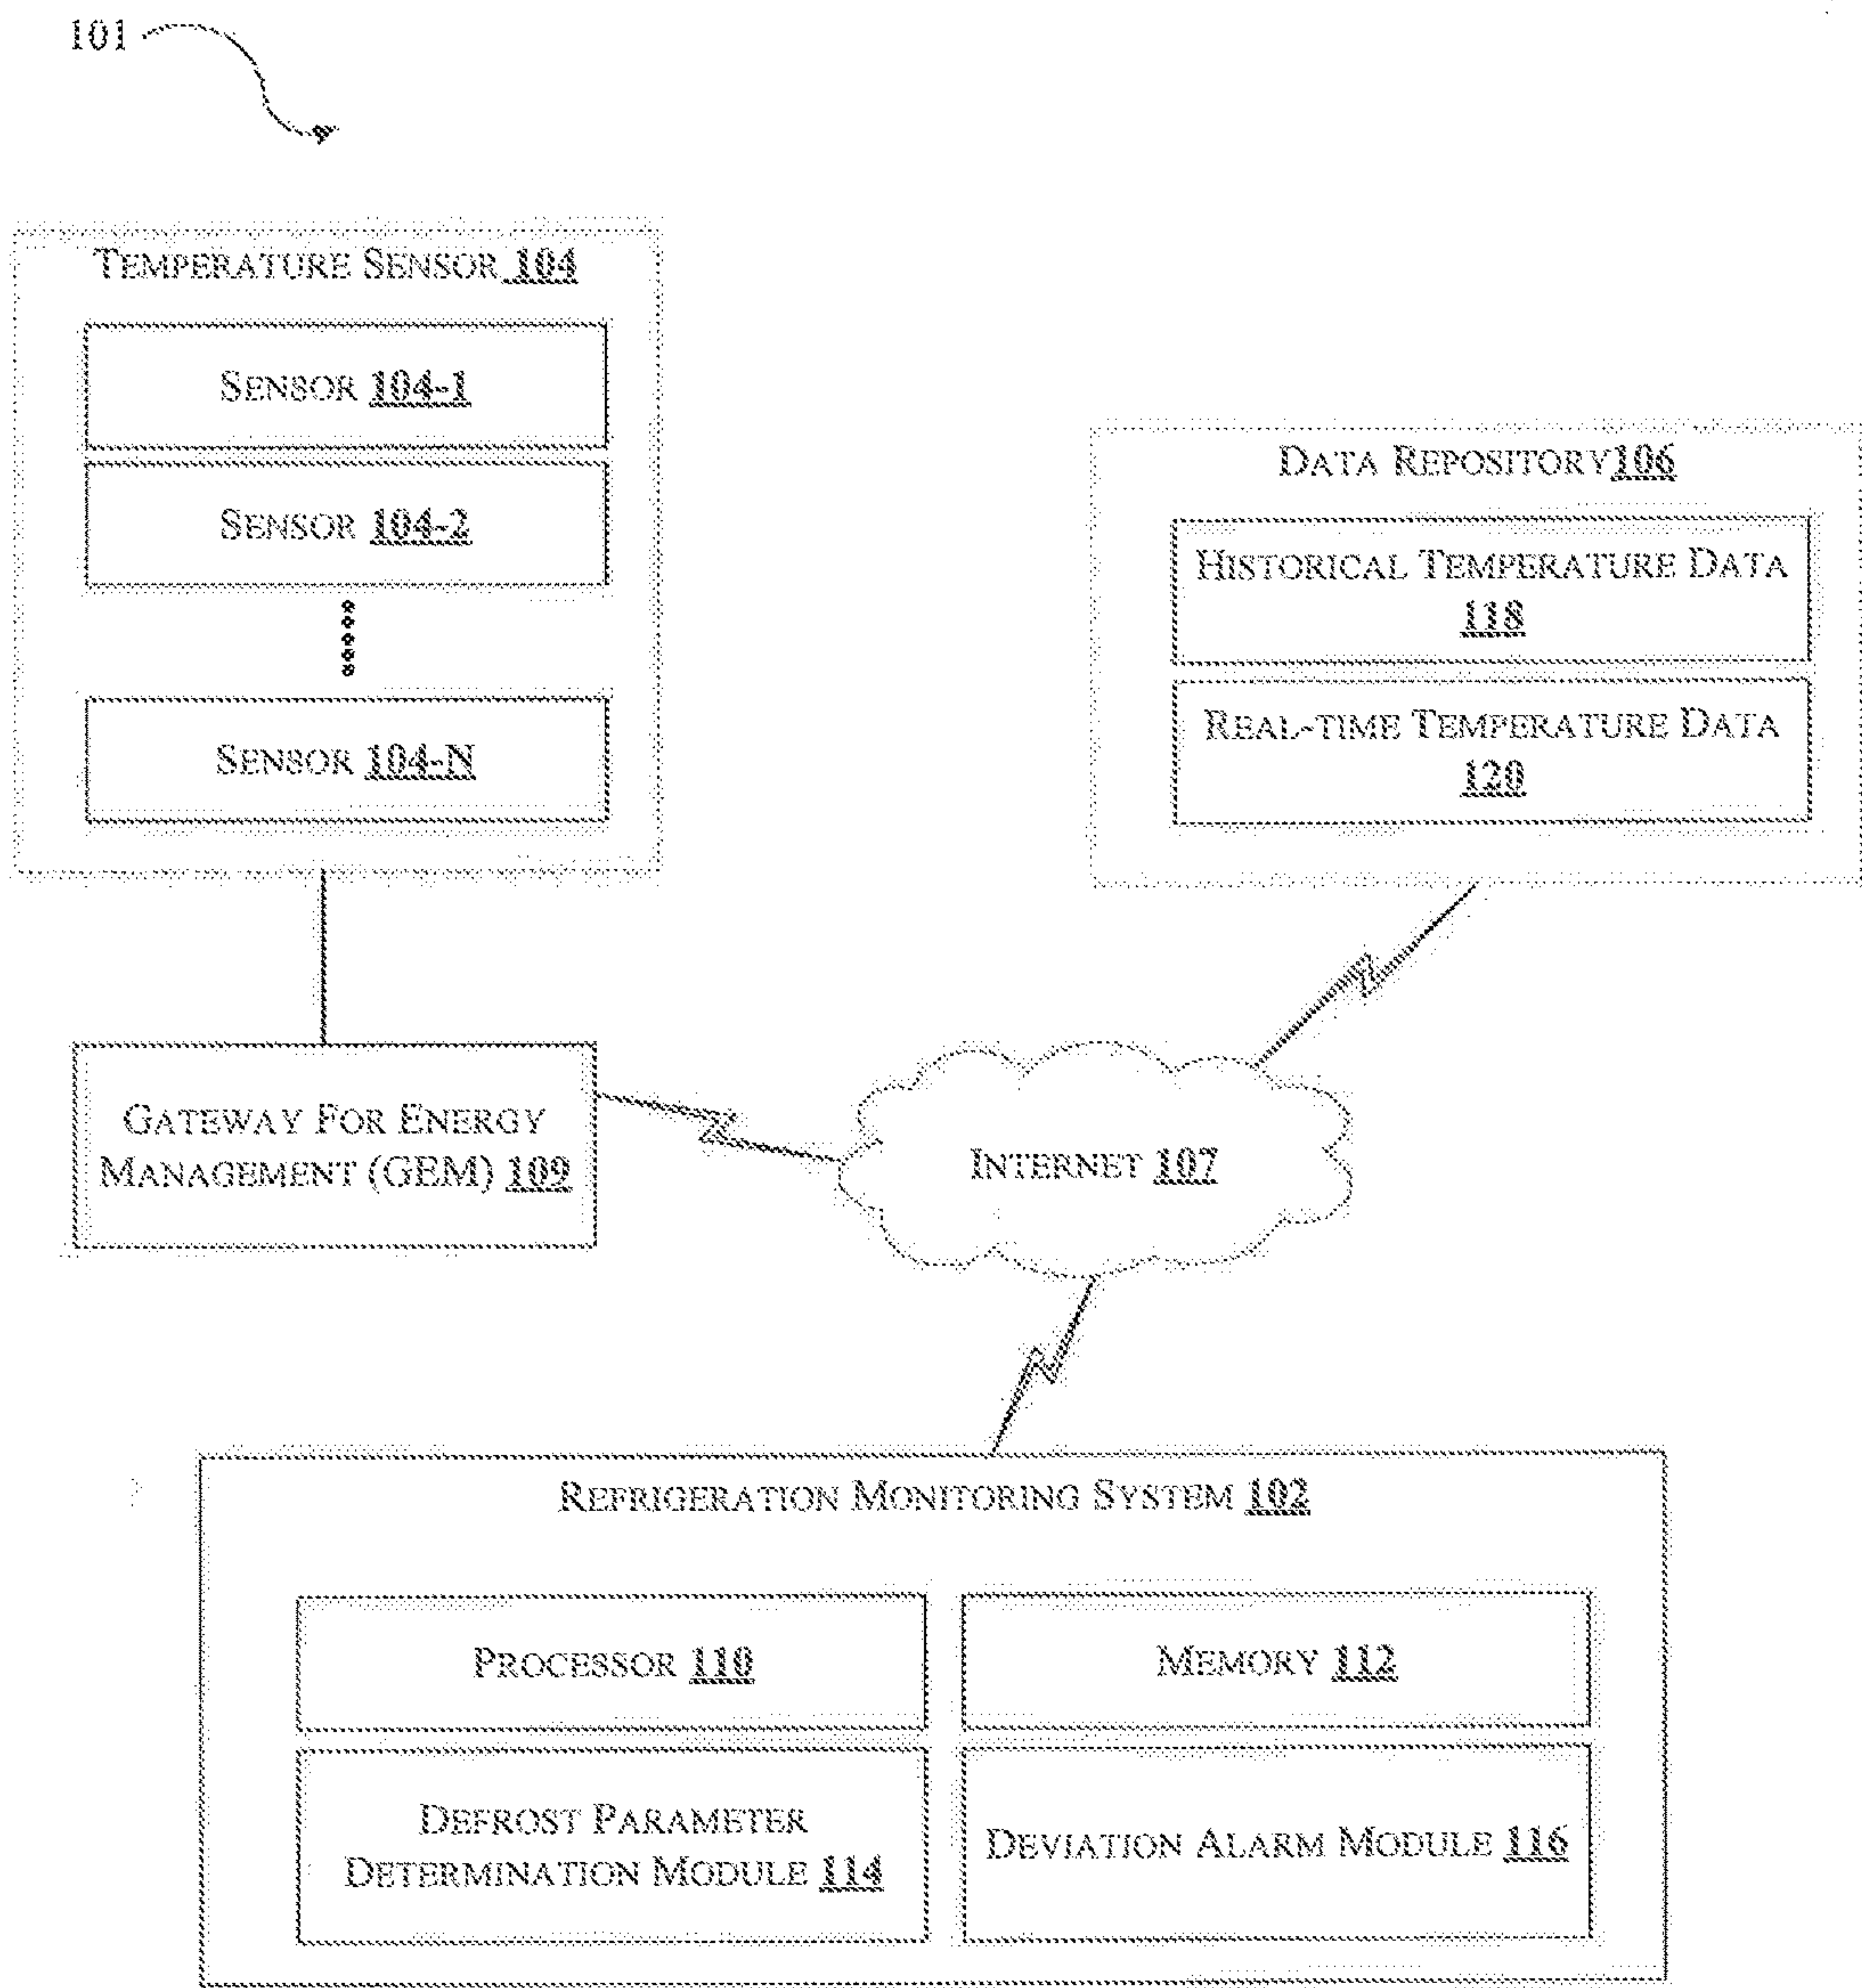 101
TEMPERATURE SENSOR 104
SENSOR 104-1
SENSOR 104-2
SENSOR 104-N
DATA REPOSITORY106
HISTORICAL TEMPERATURE DATA
118
REAL-TIME TEMPERATURE DATA
120
GATEWAY FOR ENERGY
MANAGEMENT (GEM) 109
INTERNET 107
REFRIGERATION MONITORING SYSTEM 102
PROCESSOR 110
MEMORY 112
DEFROST PARAMETER
DETERMINATION MODULE 114
DEVIATION ALARM MODULE 116